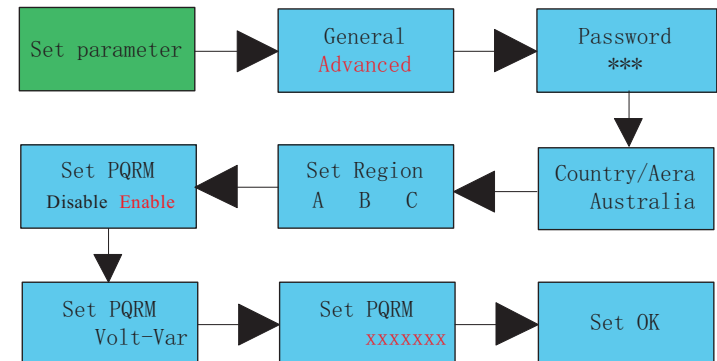 Set parameter
General
Advanced
Password
***
Country/Aera
Australia
Set Region
A B C
Set PQRM
Disable Enable
Set PQRM
Volt-Var
Set PQRM
xxxxxxx
Set OK